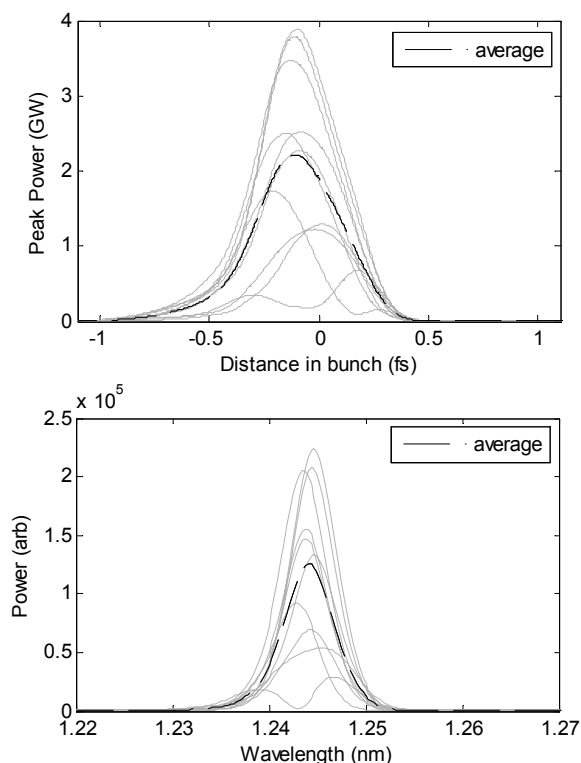 4
average
3
Peak Power (GW)
2
1
0
-1 -0.5 0 0.5 1
Distance in bunch (fs)
x 10^5
2.5
average
2
1.5
Power (arb)
1
0.5
0
1.22 1.23 1.24 1.25 1.26 1.27
Wavelength (nm)